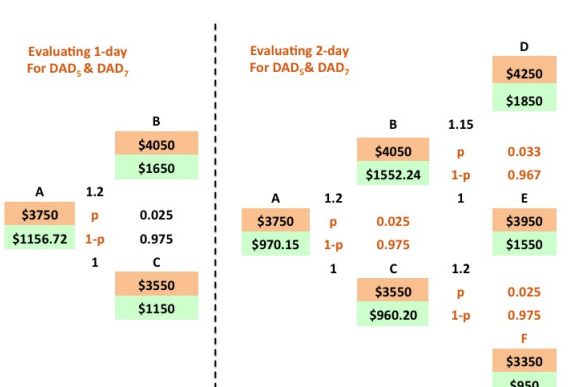 Evaluating 1-day
For DAD5 & DAD7
B
$4050
$1650
A
1.2
$3750
p
0.025
$1156.72
1-p
0.975
1
C
$3550
$1150
Evaluating 2-day
For DAD5& DAD7
D
$4250
$1850
B
1.15
$4050
p
0.033
$1552.24
1-p
0.967
A
1.2
1
E
$3750
p
0.025
$3950
$970.15
1-p
0.975
$1550
1
C
1.2
$3550
p
0.025
$960.20
1-p
0.975
F
$3350
$950